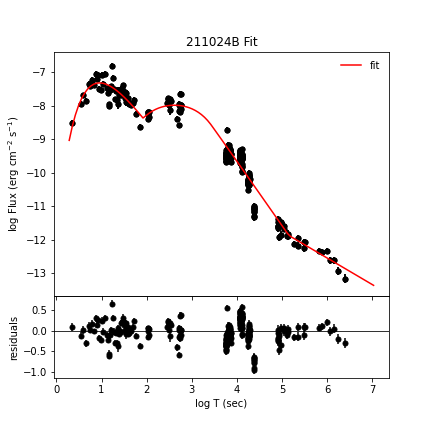 211024B Fit
fit
−7
−8
−9
−10
−11
−12
−13
log Flux (erg cm⁻² s⁻¹)
0.5
0.0
−0.5
−1.0
residuals
0 1 2 3 4 5 6 7
log T (sec)